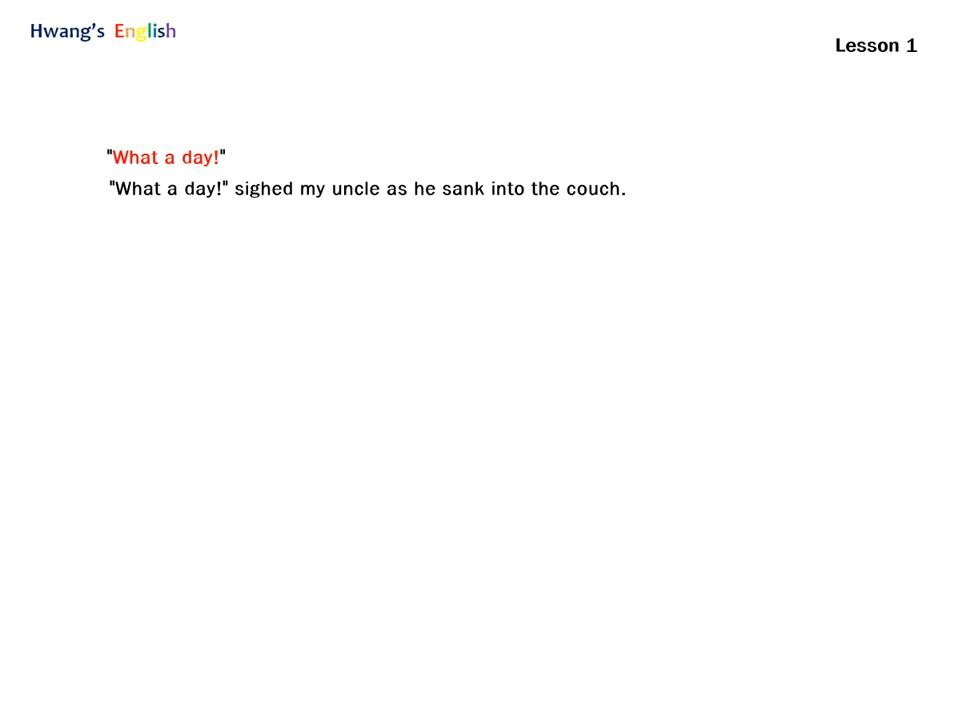 Hwang's English
Lesson 1
"What a day!"
"What a day!" sighed my uncle as he sank into the couch.